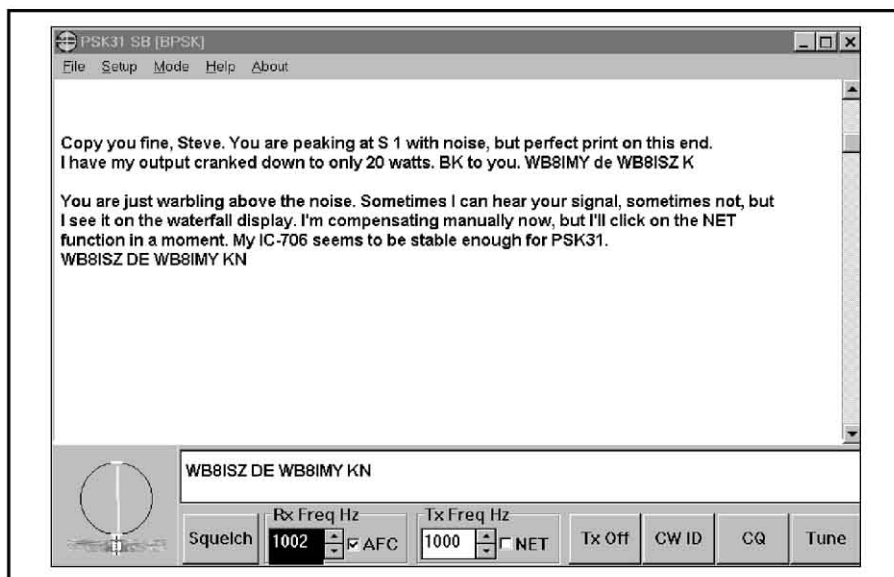 PSK31 SB [BPSK]
File Setup Mode Help About
Copy you fine, Steve. You are peaking at S 1 with noise, but perfect print on this end.
I have my output cranked down to only 20 watts. BK to you. WB8IMY de WB8ISZ K
You are just warbling above the noise. Sometimes I can hear your signal, sometimes not, but
I see it on the waterfall display. I'm compensating manually now, but I'll click on the NET
function in a moment. My IC-706 seems to be stable enough for PSK31.
WB8ISZ DE WB8IMY KN
WB8ISZ DE WB8IMY KN
Rx Freq Hz Tx Freq Hz
Squelch 1002 AFC 1000 NET Tx Off CW ID CQ Tune